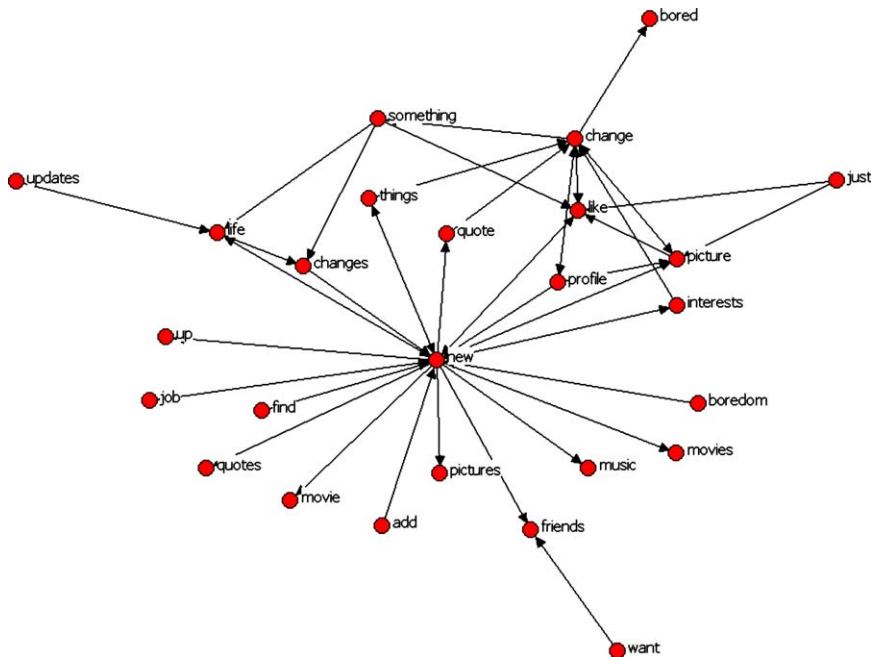 bored
something
change
updates
just
things
like
quote
life
changes
picture
profile
interests
up
new
job
find
boredom
movies
quotes
pictures
music
movie
add
friends
want